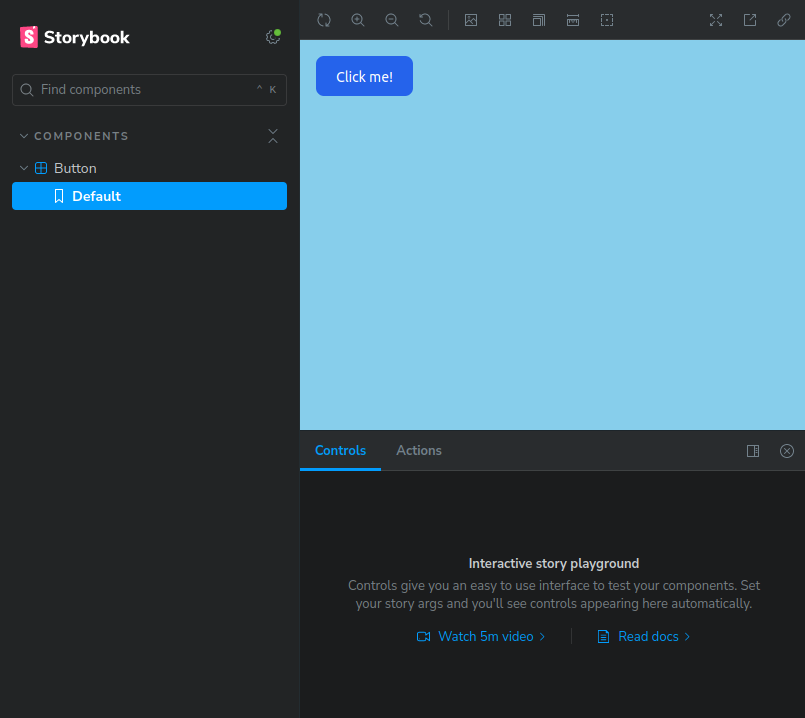 Storybook
Find components
^ K
COMPONENTS
Button
Default
Click me!
Controls
Actions
Interactive story playground
Controls give you an easy to use interface to test your components. Set
your story args and you'll see controls appearing here automatically.
Watch 5m video
Read docs